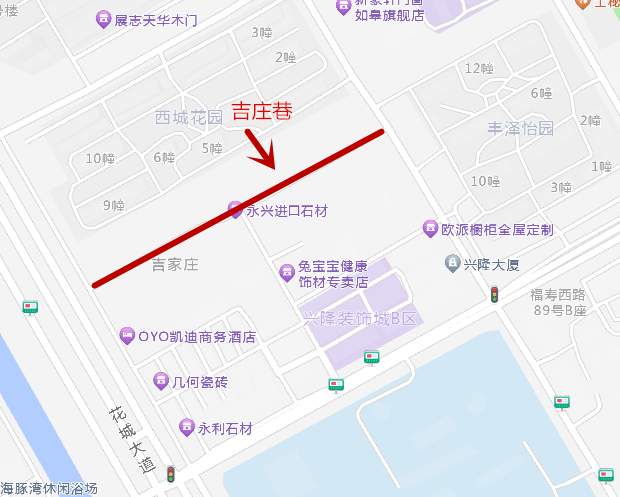 号楼
展志天华木门
如皋旗舰店
3幢
2幢
12幢
6幢
西城花园
吉庄巷
2幢
丰泽怡园
5幢
6幢
10幢
1幢
10幢
3幢
9幢
永兴进口石材
欧派橱柜全屋定制
吉家庄
兔宝宝健康
饰材专卖店
兴隆大厦
福寿西路
89号B座
兴隆装饰城B区
OYO凯迪商务酒店
几何瓷砖
花城大道
永利石材
海豚湾休闲浴场